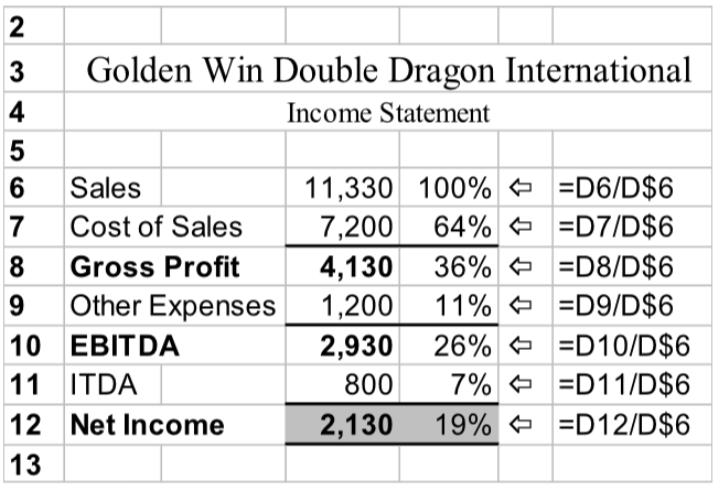 2
3 Golden Win Double Dragon International
4 Income Statement
5
6 Sales 11,330 100% ⇦ =D6/D$6
7 Cost of Sales 7,200 64% ⇦ =D7/D$6
8 Gross Profit 4,130 36% ⇦ =D8/D$6
9 Other Expenses 1,200 11% ⇦ =D9/D$6
10 EBITDA 2,930 26% ⇦ =D10/D$6
11 ITDA 800 7% ⇦ =D11/D$6
12 Net Income 2,130 19% ⇦ =D12/D$6
13